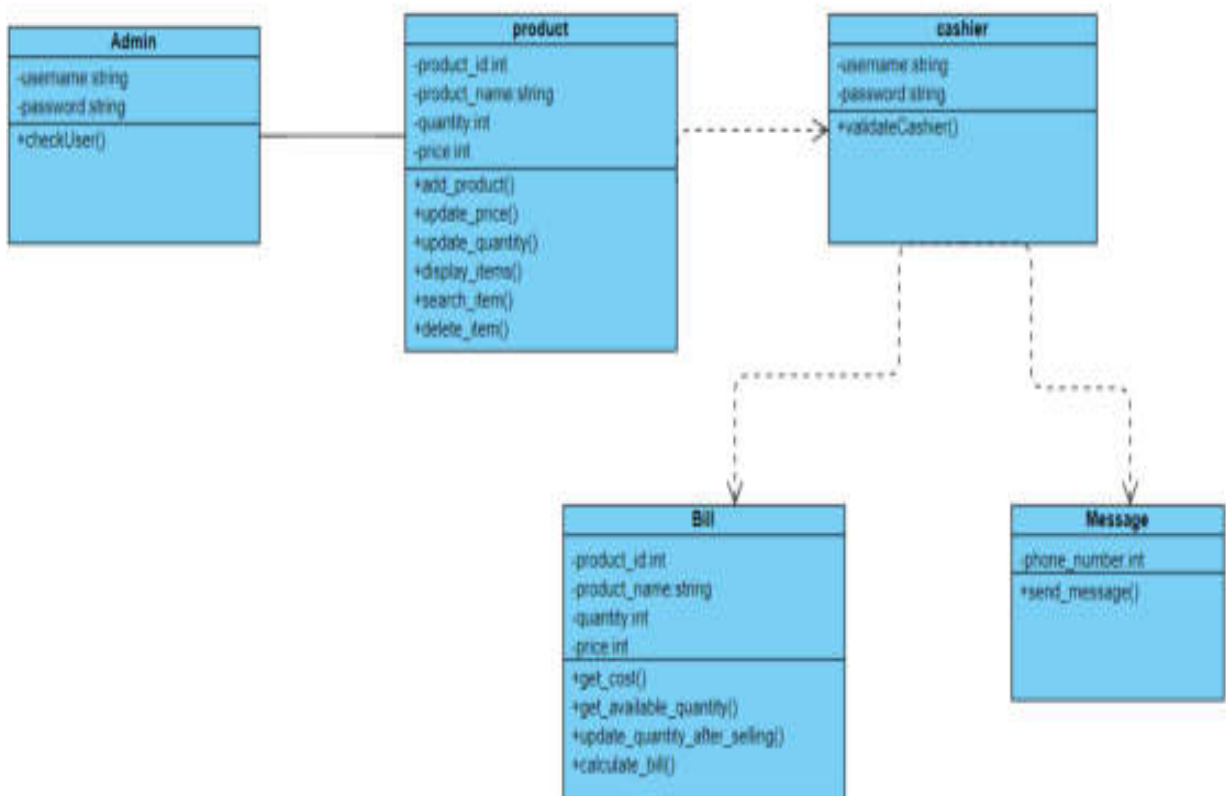 Admin
-username:string
-password:string
+checkUser()
product
-product_id:int
-product_name:string
-quantity:int
-price:int
+add_product()
+update_price()
+update_quantity()
+display_items()
+search_item()
+delete_item()
cashier
-username:string
-password:string
+validateCashier()
Bill
-product_id:int
-product_name:string
-quantity:int
-price:int
+get_cost()
+get_available_quantity()
+update_quantity_after_selling()
+calculate_bill()
Message
-phone_number:int
+send_message()